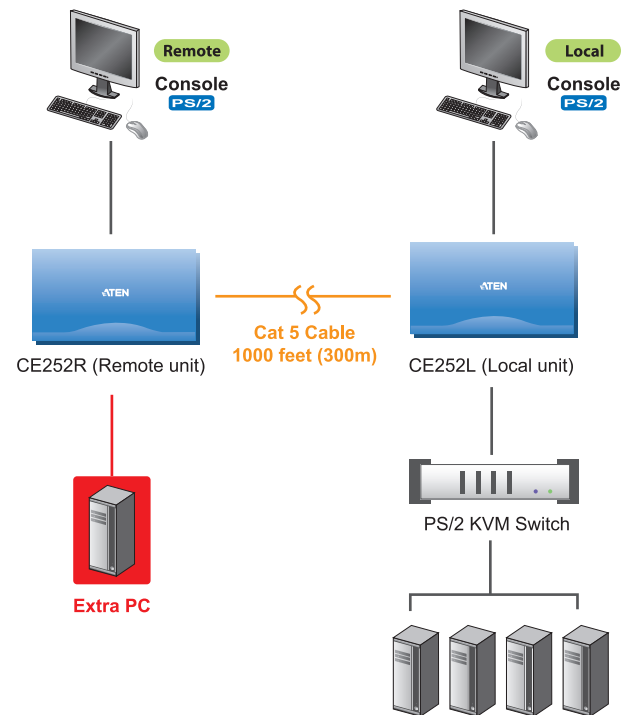 Remote
Console
PS/2
Local
Console
PS/2
ATEN
ATEN
Cat 5 Cable
1000 feet (300m)
CE252R (Remote unit)
CE252L (Local unit)
PS/2 KVM Switch
Extra PC